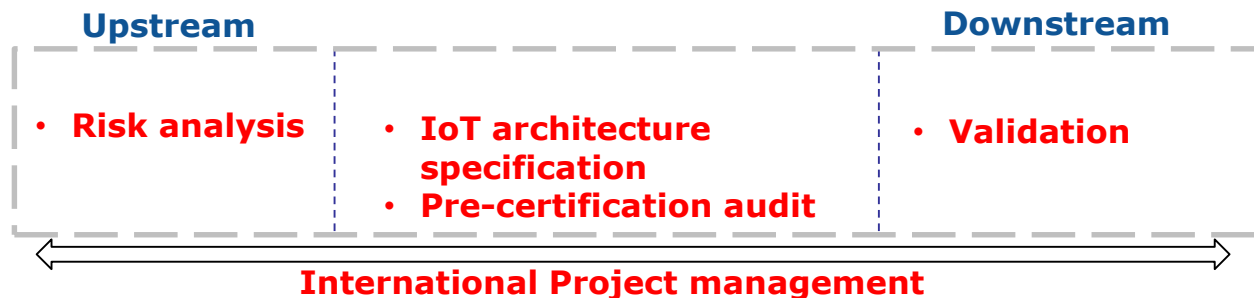 Upstream
Downstream
• Risk analysis
• IoT architecture
specification
• Pre-certification audit
• Validation
International Project management